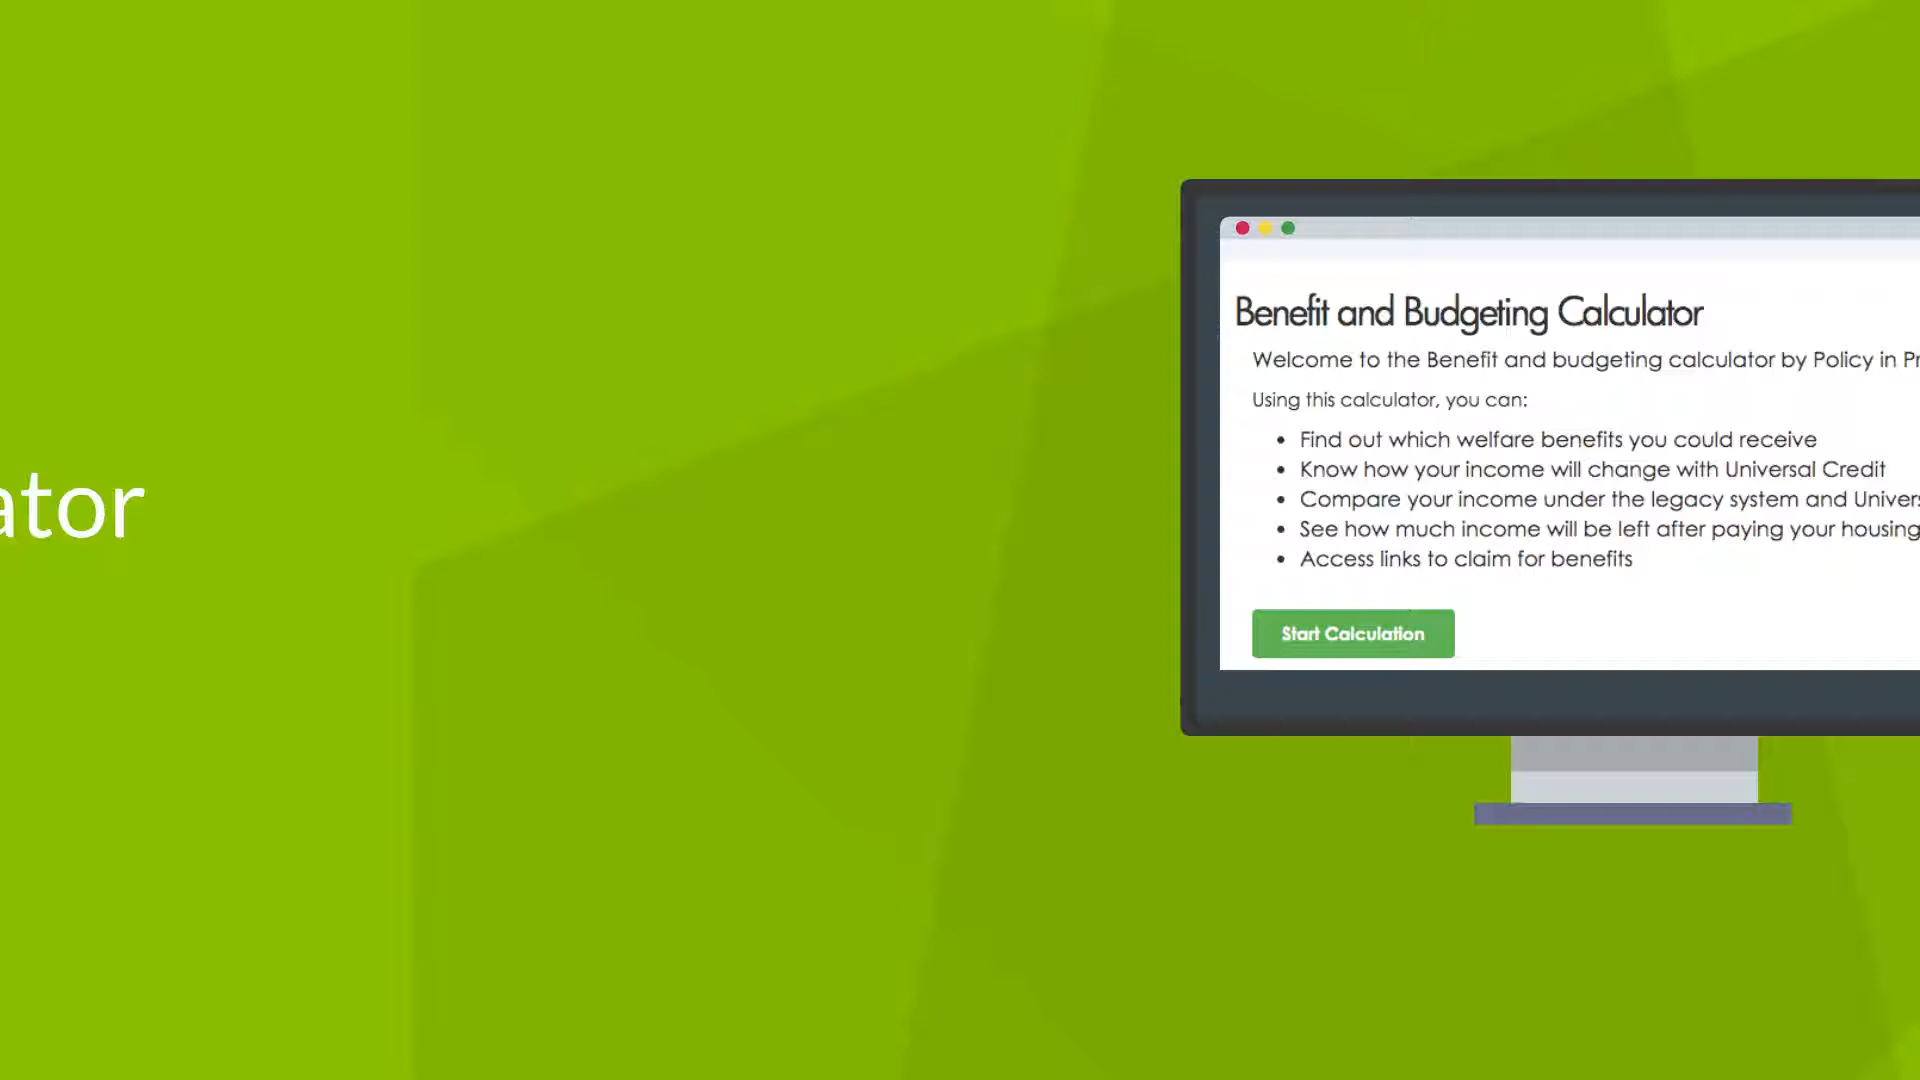 ator
Benefit and Budgeting Calculator
Welcome to the Benefit and budgeting calculator by Policy in Pr
Using this calculator, you can:
• Find out which welfare benefits you could receive
• Know how your income will change with Universal Credit
• Compare your income under the legacy system and Univers
• See how much income will be left after paying your housing
• Access links to claim for benefits
Start Calculation